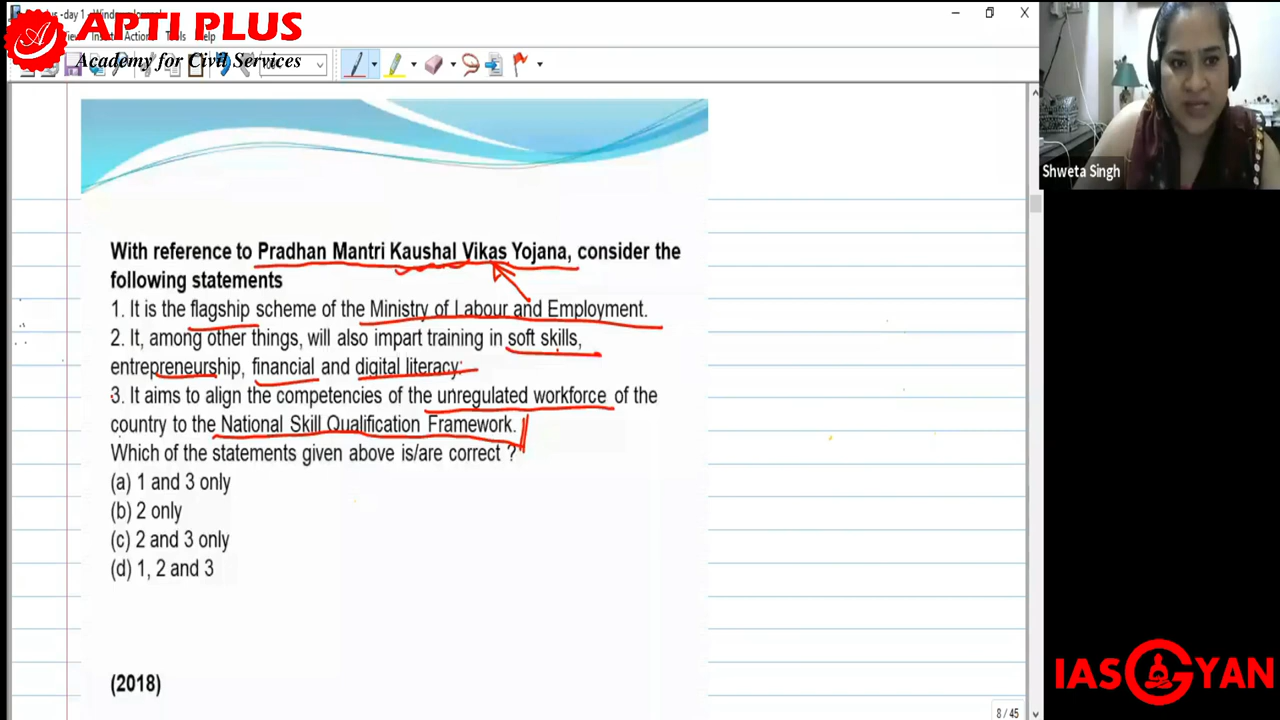 -day 1 - Wind
APTI PLUS
Academy for Civil Services
Actions Tools
Shweta Singh
With reference to Pradhan Mantri Kaushal Vikas Yojana, consider the
following statements
1. It is the flagship scheme of the Ministry of Labour and Employment.
2. It, among other things, will also impart training in soft skills,
entrepreneurship, financial and digital literacy.
3. It aims to align the competencies of the unregulated workforce of the
country to the National Skill Qualification Framework.
Which of the statements given above is/are correct ?
(a) 1 and 3 only
(b) 2 only
(c) 2 and 3 only
(d) 1, 2 and 3
(2018)
IAS GYAN
8 / 45